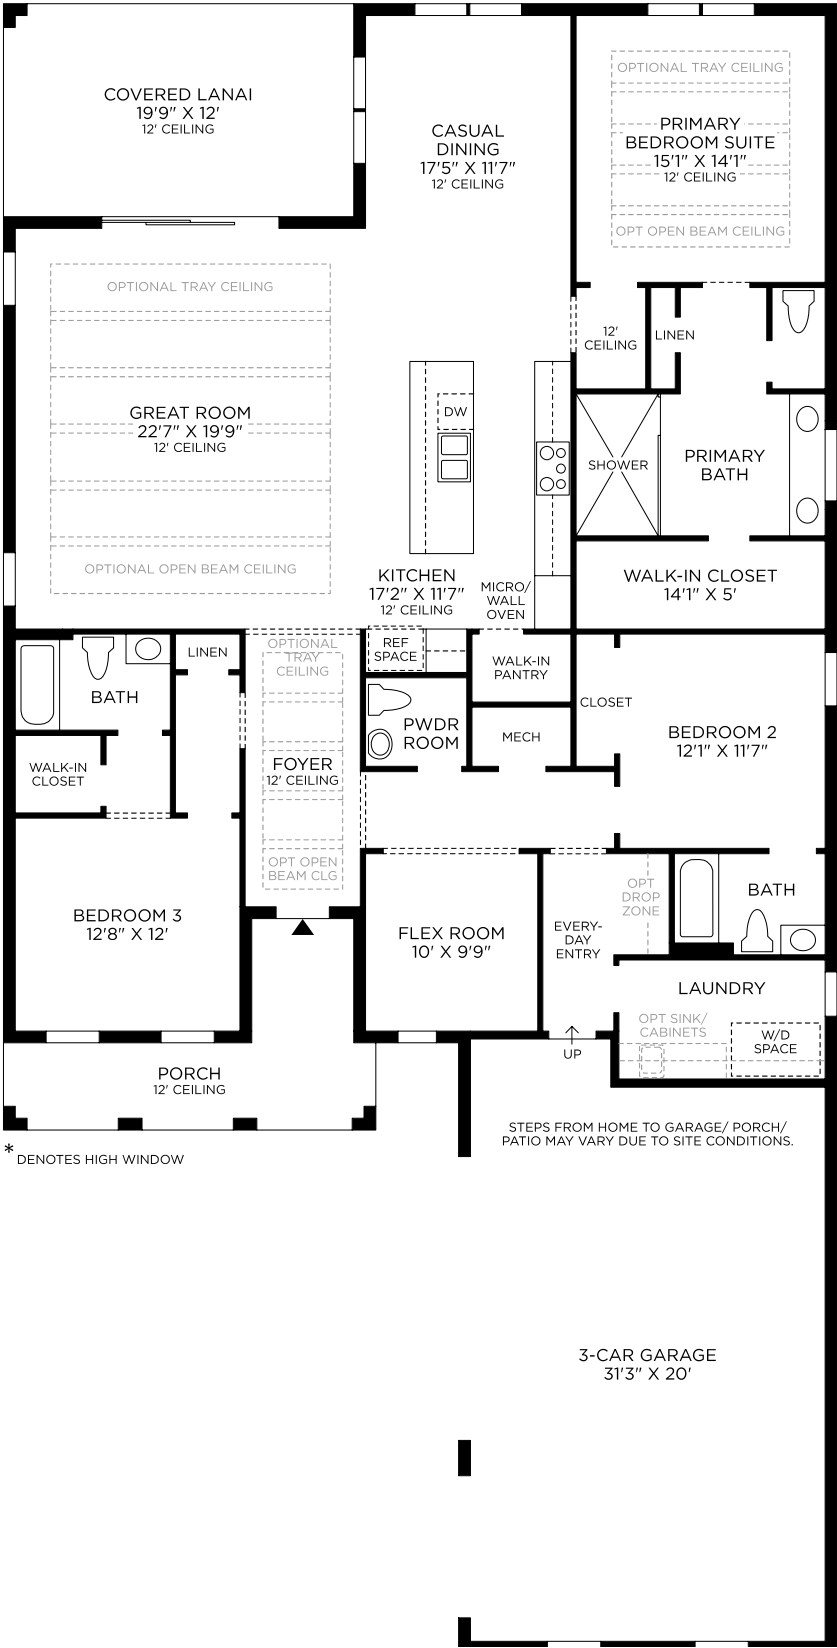 COVERED LANAI
19'9" X 12'
12' CEILING
CASUAL
DINING
17'5" X 11'7"
12' CEILING
OPTIONAL TRAY CEILING
PRIMARY
BEDROOM SUITE
15'1" X 14'1"
12' CEILING
OPT OPEN BEAM CEILING
OPTIONAL TRAY CEILING
GREAT ROOM
22'7" X 19'9"
12' CEILING
OPTIONAL OPEN BEAM CEILING
12'
CEILING
LINEN
DW
SHOWER
PRIMARY
BATH
KITCHEN
17'2" X 11'7"
12' CEILING
MICRO/
WALL
OVEN
WALK-IN CLOSET
14'1" X 5'
BATH
LINEN
OPTIONAL
TRAY
CEILING
REF
SPACE
WALK-IN
PANTRY
CLOSET
BEDROOM 2
12'1" X 11'7"
WALK-IN
CLOSET
FOYER
12' CEILING
PWDR
ROOM
MECH
OPT OPEN
BEAM CLG
BEDROOM 3
12'8" X 12'
FLEX ROOM
10' X 9'9"
EVERY-
DAY
ENTRY
OPT
DROP
ZONE
BATH
LAUNDRY
OPT SINK/
CABINETS
W/D
SPACE
UP
PORCH
12' CEILING
* DENOTES HIGH WINDOW
STEPS FROM HOME TO GARAGE/ PORCH/
PATIO MAY VARY DUE TO SITE CONDITIONS.
3-CAR GARAGE
31'3" X 20'